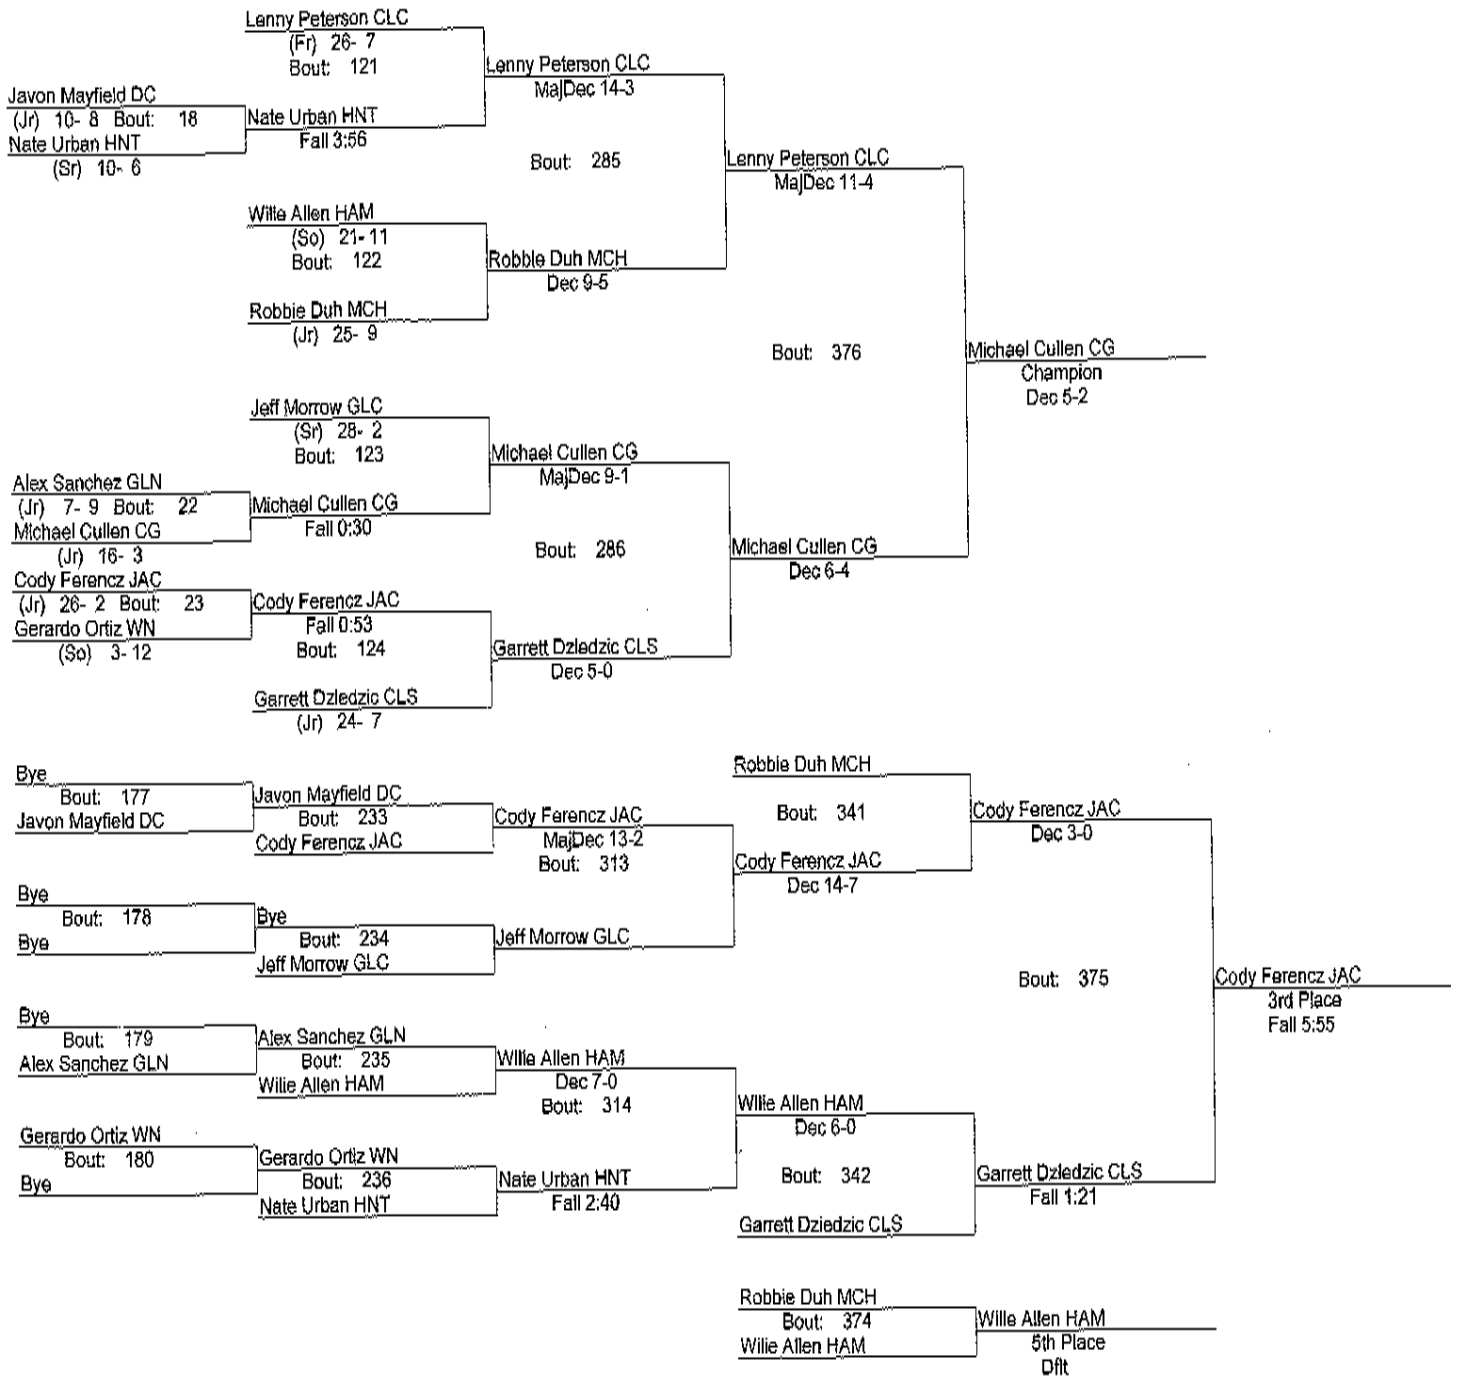 Lenny Peterson CLC
(Fr) 26- 7
Bout: 121
Lenny Peterson CLC
MajDec 14-3
Javon Mayfield DC
(Jr) 10- 8 Bout: 18
Nate Urban HNT
Fall 3:56
Nate Urban HNT
(Sr) 10- 6
Bout: 285
Lenny Peterson CLC
MajDec 11-4
Wilie Allen HAM
(So) 21- 11
Bout: 122
Robbie Duh MCH
Dec 9-5
Robbie Duh MCH
(Jr) 25- 9
Bout: 376
Michael Cullen CG
Champion
Dec 5-2
Jeff Morrow GLC
(Sr) 28- 2
Bout: 123
Michael Cullen CG
MajDec 9-1
Alex Sanchez GLN
(Jr) 7- 9 Bout: 22
Michael Cullen CG
Fall 0:30
Michael Cullen CG
(Jr) 16- 3
Bout: 286
Michael Cullen CG
Dec 6-4
Cody Ferencz JAC
(Jr) 26- 2 Bout: 23
Cody Ferencz JAC
Fall 0:53
Gerardo Ortiz WN
(So) 3- 12
Bout: 124
Garrett Dziedzic CLS
Dec 5-0
Garrett Dziedzic CLS
(Jr) 24- 7
Bye
Bout: 177
Javon Mayfield DC
Javon Mayfield DC
Bout: 233
Cody Ferencz JAC
Cody Ferencz JAC
MajDec 13-2
Bout: 313
Robbie Duh MCH
Bout: 341
Cody Ferencz JAC
Dec 14-7
Cody Ferencz JAC
Dec 3-0
Bye
Bout: 178
Bye
Bye
Bout: 234
Jeff Morrow GLC
Jeff Morrow GLC
Bout: 375
Cody Ferencz JAC
3rd Place
Fall 5:55
Bye
Bout: 179
Alex Sanchez GLN
Alex Sanchez GLN
Bout: 235
Wilie Allen HAM
Wilie Allen HAM
Dec 7-0
Bout: 314
Wilie Allen HAM
Dec 6-0
Gerardo Ortiz WN
Bout: 180
Bye
Gerardo Ortiz WN
Bout: 236
Nate Urban HNT
Nate Urban HNT
Fall 2:40
Bout: 342
Garrett Dziedzic CLS
Garrett Dziedzic CLS
Fall 1:21
Robbie Duh MCH
Bout: 374
Wilie Allen HAM
Wilie Allen HAM
5th Place
Dflt